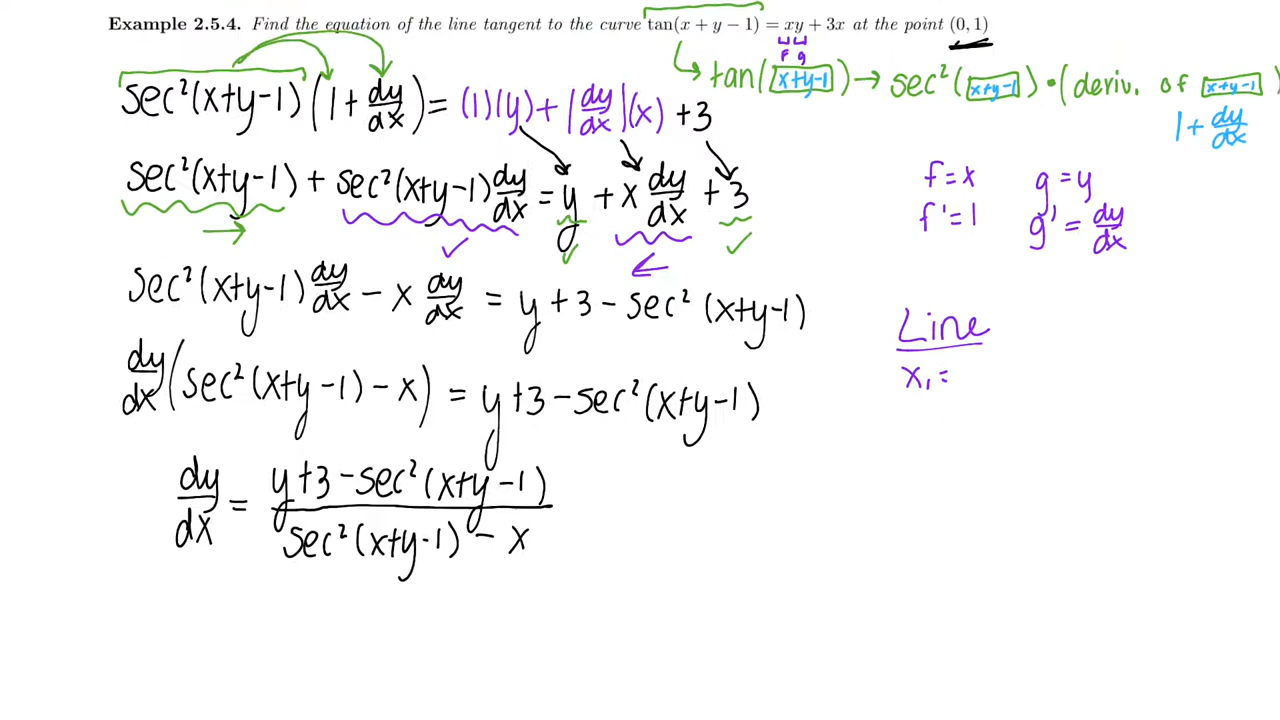 Example 2.5.4. Find the equation of the line tangent to the curve tan(x + y − 1) = xy + 3x at the point (0, 1)
f g
tan(x+y-1) → sec²(x+y-1) • (deriv. of x+y-1)
1 + dy/dx
sec²(x+y-1)(1 + dy/dx) = (1)(y) + (dy/dx)(x) + 3
sec²(x+y-1) + sec²(x+y-1) dy/dx = y + x dy/dx + 3
f = x g = y
f' = 1 g' = dy/dx
sec²(x+y-1) dy/dx - x dy/dx = y + 3 - sec²(x+y-1)
Line
x₁ =
dy/dx (sec²(x+y-1) - x) = y + 3 - sec²(x+y-1)
dy/dx = y+3-sec²(x+y-1)
sec²(x+y-1) - x